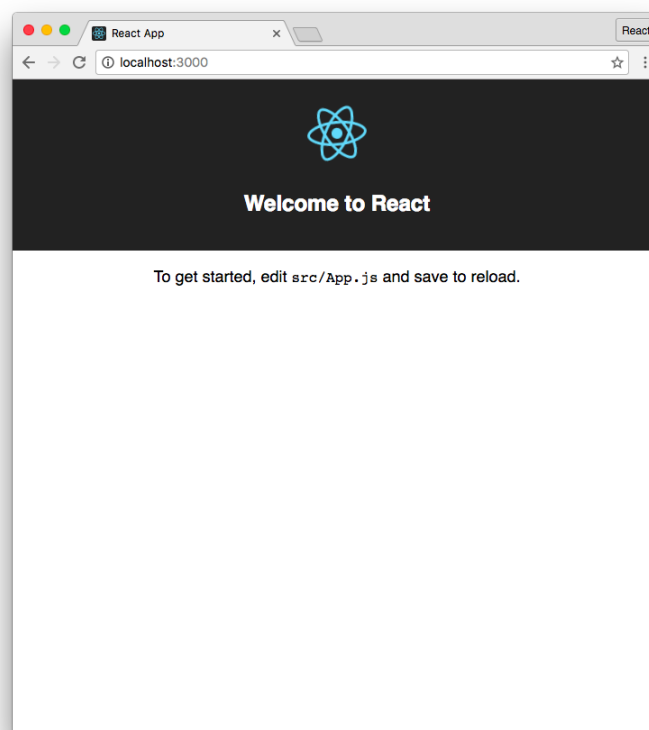 React App
React
localhost:3000
Welcome to React
To get started, edit src/App.js and save to reload.